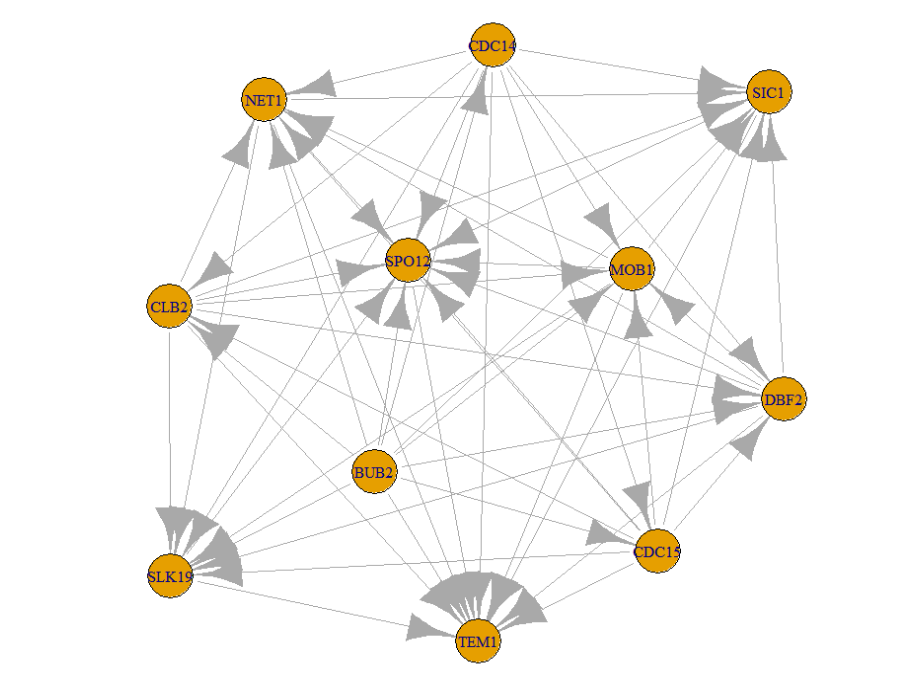 CDC14
NET1
SIC1
SPO12
MOB1
CLB2
DBF2
BUB2
CDC15
SLK19
TEM1